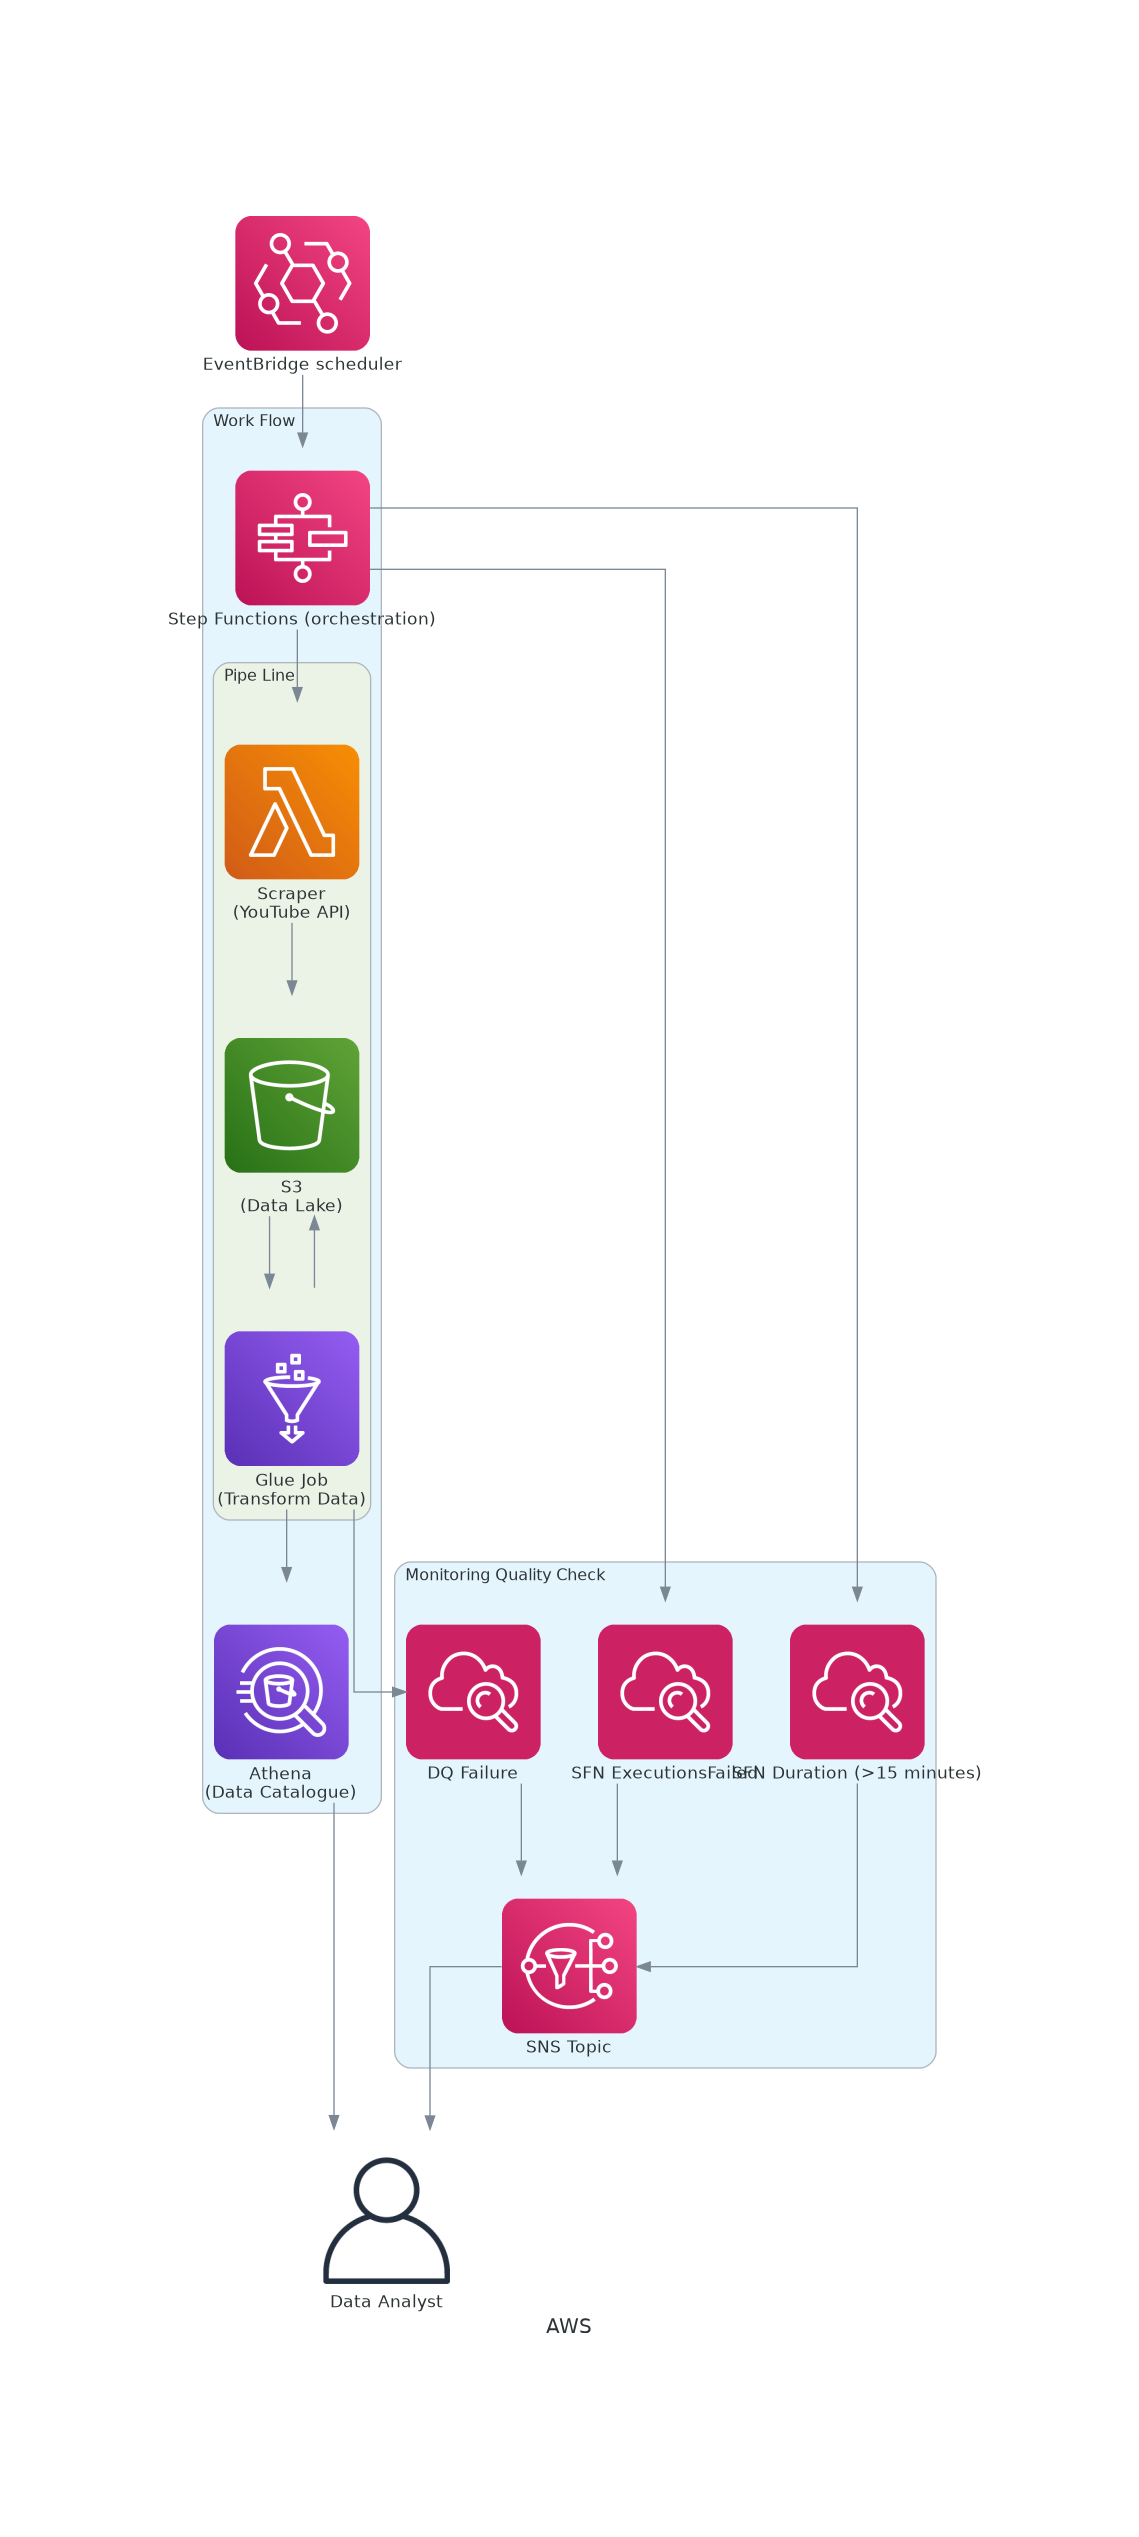 EventBridge scheduler
Work Flow
Step Functions (orchestration)
Pipe Line
Scraper
(YouTube API)
S3
(Data Lake)
Glue Job
(Transform Data)
Monitoring Quality Check
Athena
(Data Catalogue)
DQ Failure
SFN ExecutionsFailed
SFN Duration (>15 minutes)
SNS Topic
Data Analyst
AWS